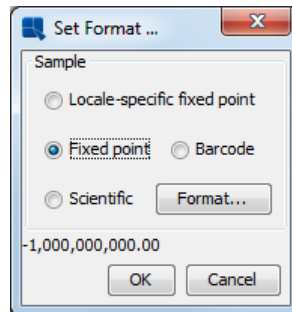 Set Format ...
Sample
Locale-specific fixed point
Fixed point Barcode
Scientific Format...
-1,000,000,000.00
OK Cancel